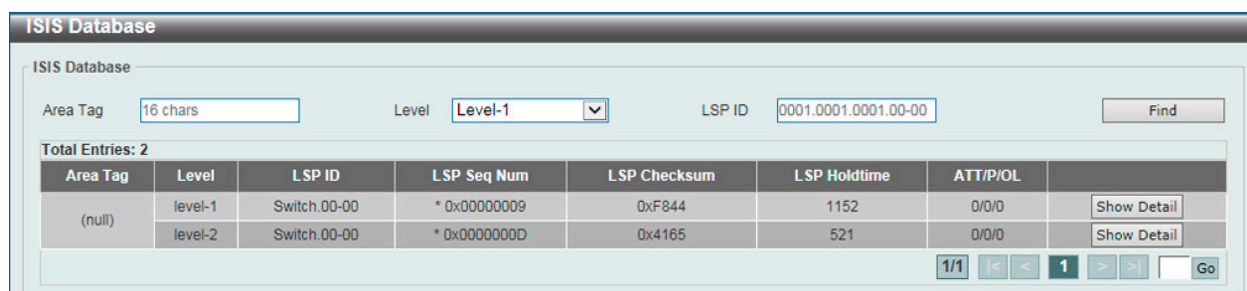 ISIS Database
ISIS Database
Area Tag 16 chars Level Level-1 LSP ID 0001.0001.0001.00-00 Find
Total Entries: 2
Area Tag Level LSP ID LSP Seq Num LSP Checksum LSP Holdtime ATT/P/OL
(null) level-1 Switch.00-00 * 0x00000009 0xF844 1152 0/0/0 Show Detail
level-2 Switch.00-00 * 0x0000000D 0x4165 521 0/0/0 Show Detail
1/1 |< < 1 > >| Go